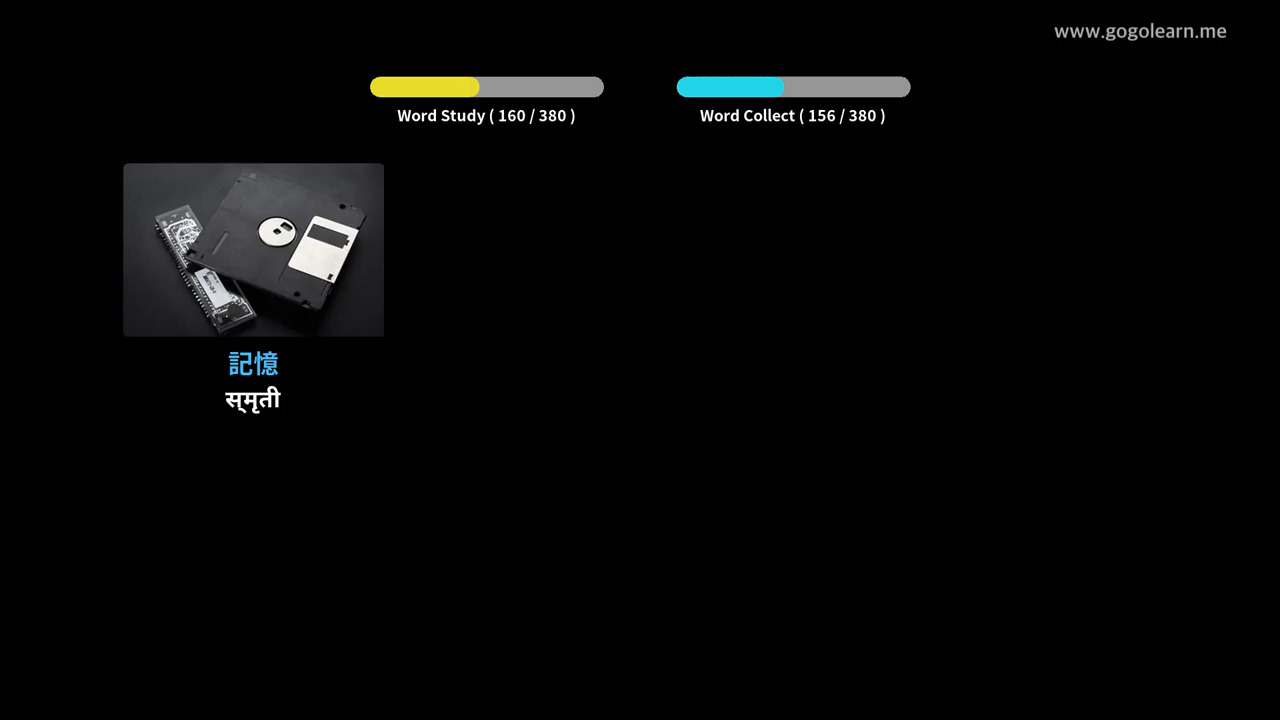 www.gogolearn.me
Word Study ( 160 / 380 )
Word Collect ( 156 / 380 )
記憶
स्मृती